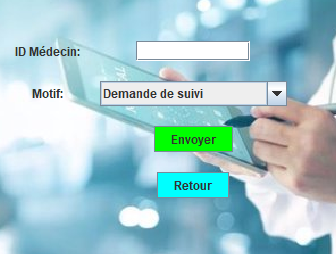 ID Médecin:
Motif:
Demande de suivi
Envoyer
Retour